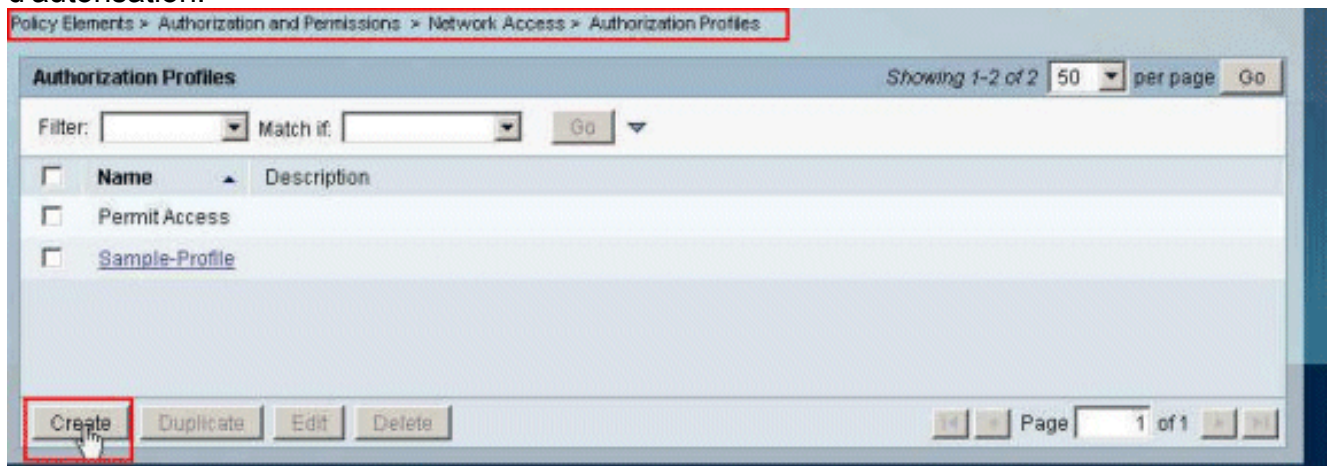 d'autorisation.
Policy Elements > Authorization and Permissions > Network Access > Authorization Profiles
Authorization Profiles Showing 1-2 of 2 50 per page Go
Filter: Match if: Go
Name Description
Permit Access
Sample-Profile
Create Duplicate Edit Delete Page 1 of 1